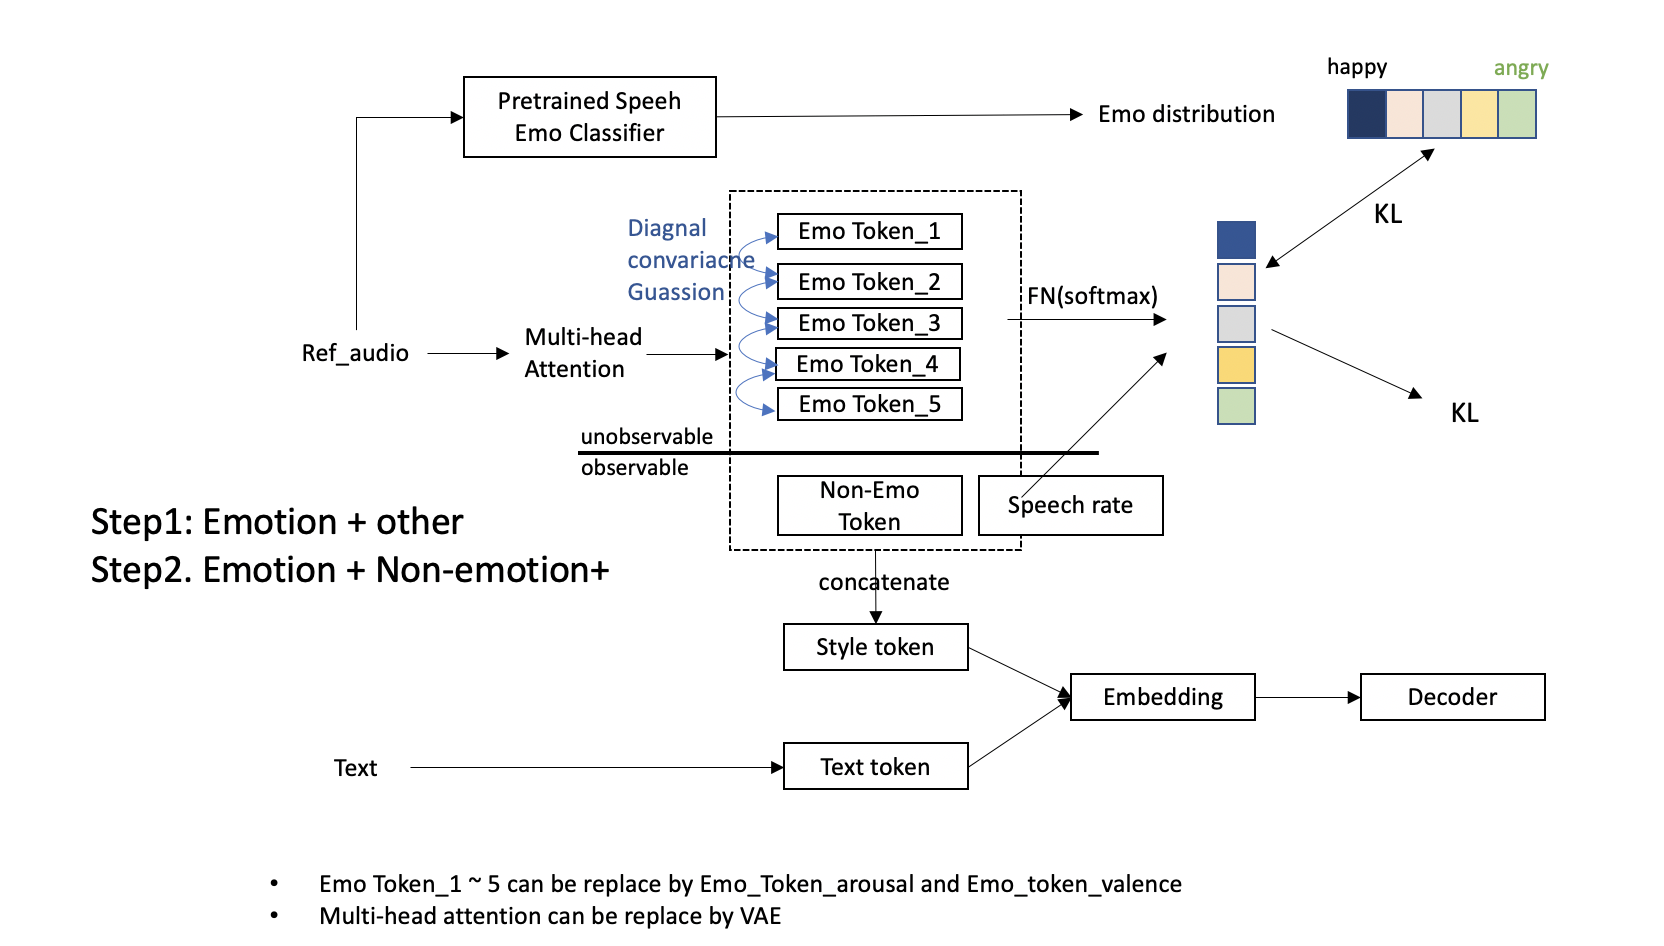 happy
angry
Pretrained Speeh
Emo Classifier
Emo distribution
KL
Diagnal
convariacne
Guassion
Emo Token_1
Emo Token_2
Emo Token_3
Emo Token_4
Emo Token_5
FN(softmax)
Ref_audio
Multi-head
Attention
KL
unobservable
observable
Non-Emo
Token
Speech rate
Step1: Emotion + other
Step2. Emotion + Non-emotion+
concatenate
Style token
Embedding
Decoder
Text
Text token
• Emo Token_1 ~ 5 can be replace by Emo_Token_arousal and Emo_token_valence
• Multi-head attention can be replace by VAE